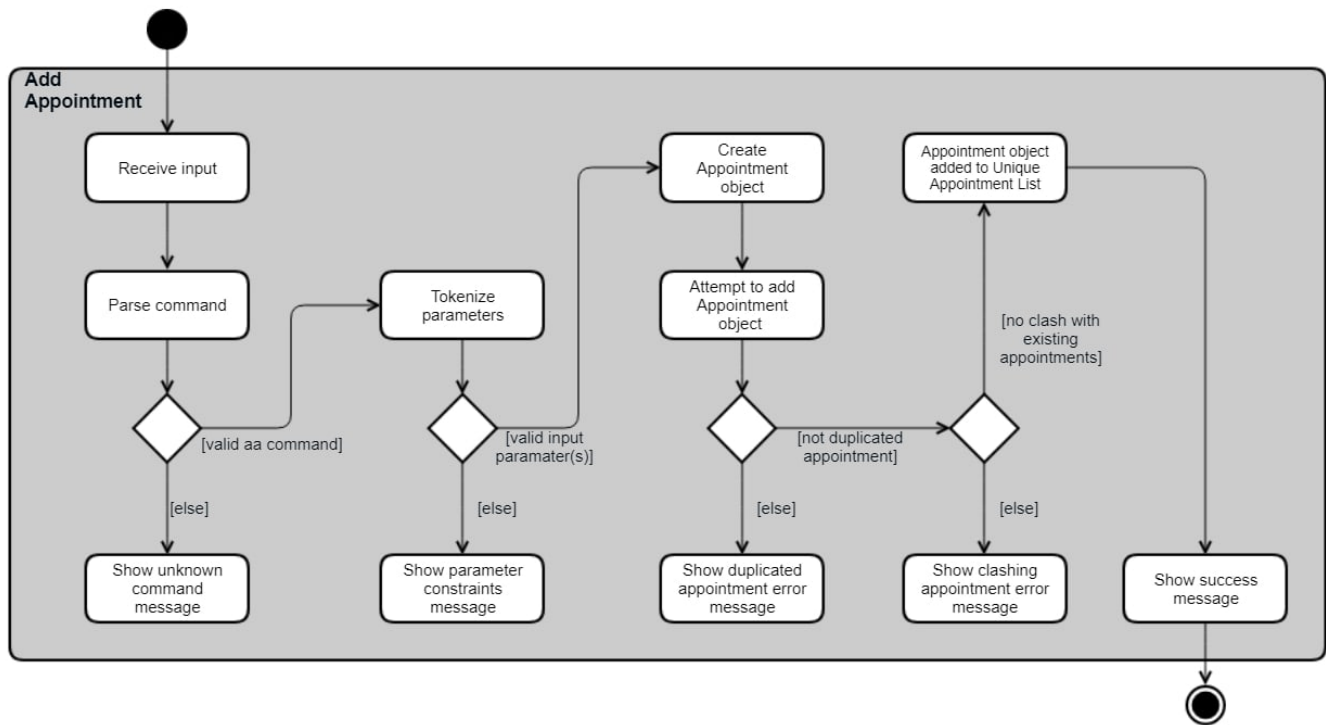 Add
Appointment
Receive input
Create
Appointment
object
Appointment object
added to Unique
Appointment List
Parse command
Tokenize
parameters
Attempt to add
Appointment
object
[no clash with
existing
appointments]
[valid aa command]
[valid input
paramater(s)]
[not duplicated
appointment]
[else]
[else]
[else]
[else]
Show unknown
command
message
Show parameter
constraints
message
Show duplicated
appointment error
message
Show clashing
appointment error
message
Show success
message